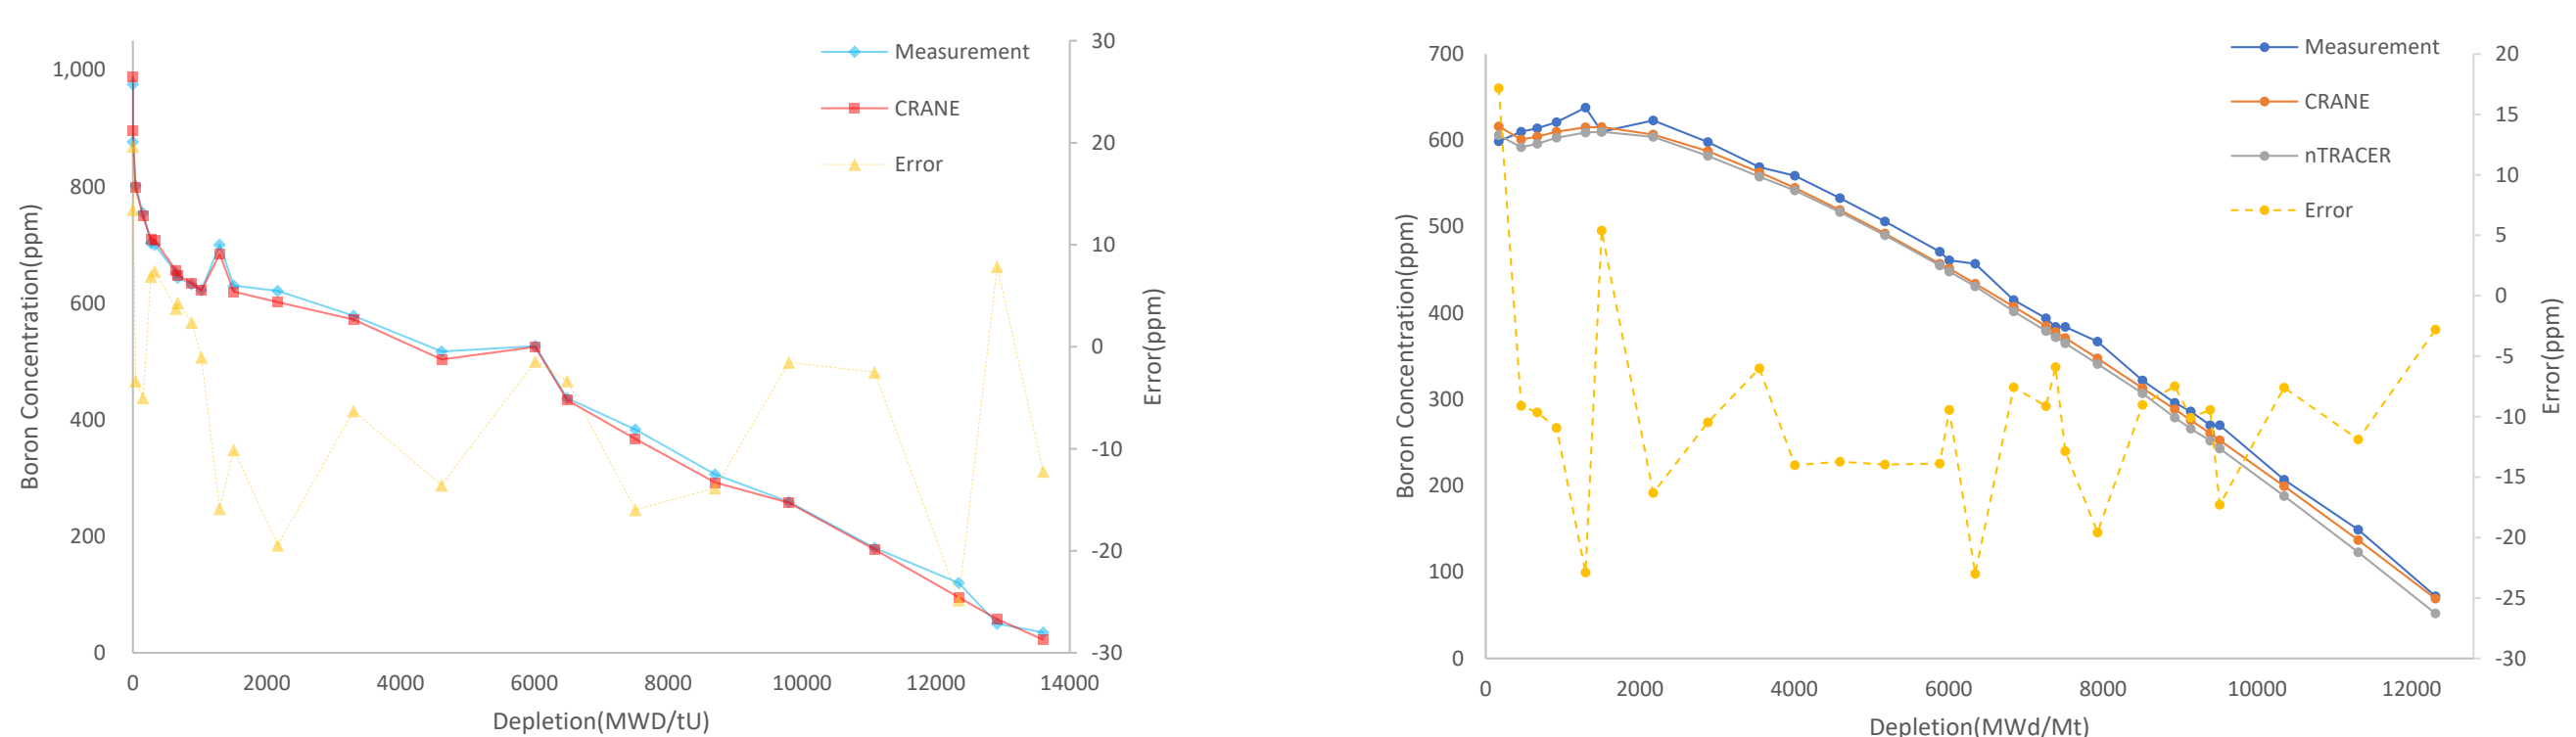 Measurement
CRANE
Error
Boron Concentration(ppm)
1,000
800
600
400
200
0
30
20
10
0
-10
-20
-30
Error(ppm)
0 2000 4000 6000 8000 10000 12000 14000
Depletion(MWD/tU)
Measurement
CRANE
nTRACER
Error
Boron Concentration(ppm)
700
600
500
400
300
200
100
0
20
15
10
5
0
-5
-10
-15
-20
-25
-30
Error(ppm)
0 2000 4000 6000 8000 10000 12000
Depletion(MWd/Mt)